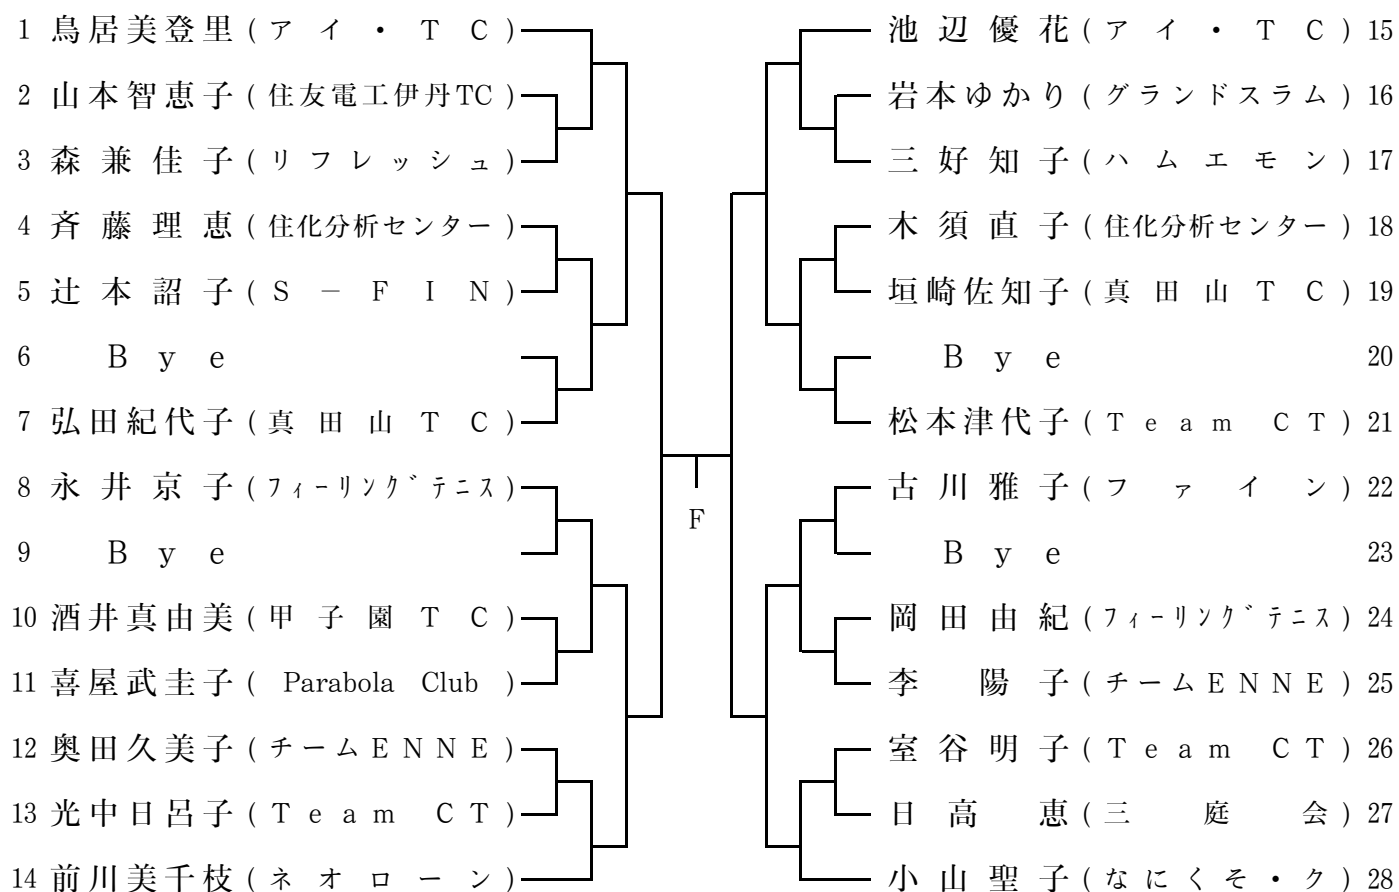 1 鳥居美登里 (アイ・TC)
2 山本智恵子 (住友電工伊丹TC)
3 森兼佳子 (リフレッシュ)
4 斉藤理恵 (住化分析センター)
5 辻本詔子 (S－FIN)
6 Bye
7 弘田紀代子 (真田山TC)
8 永井京子 (フィーリングテニス)
9 Bye
10 酒井真由美 (甲子園TC)
11 喜屋武圭子 (Parabola Club)
12 奥田久美子 (チームENNE)
13 光中日呂子 (Team CT)
14 前川美千枝 (ネオローン)
F
池辺優花 (アイ・TC) 15
岩本ゆかり (グランドスラム) 16
三好知子 (ハムエモン) 17
木須直子 (住化分析センター) 18
垣崎佐知子 (真田山TC) 19
Bye 20
松本津代子 (Team CT) 21
古川雅子 (ファイン) 22
Bye 23
岡田由紀 (フィーリングテニス) 24
李陽子 (チームENNE) 25
室谷明子 (Team CT) 26
日高恵 (三庭会) 27
小山聖子 (なにくそ・ク) 28